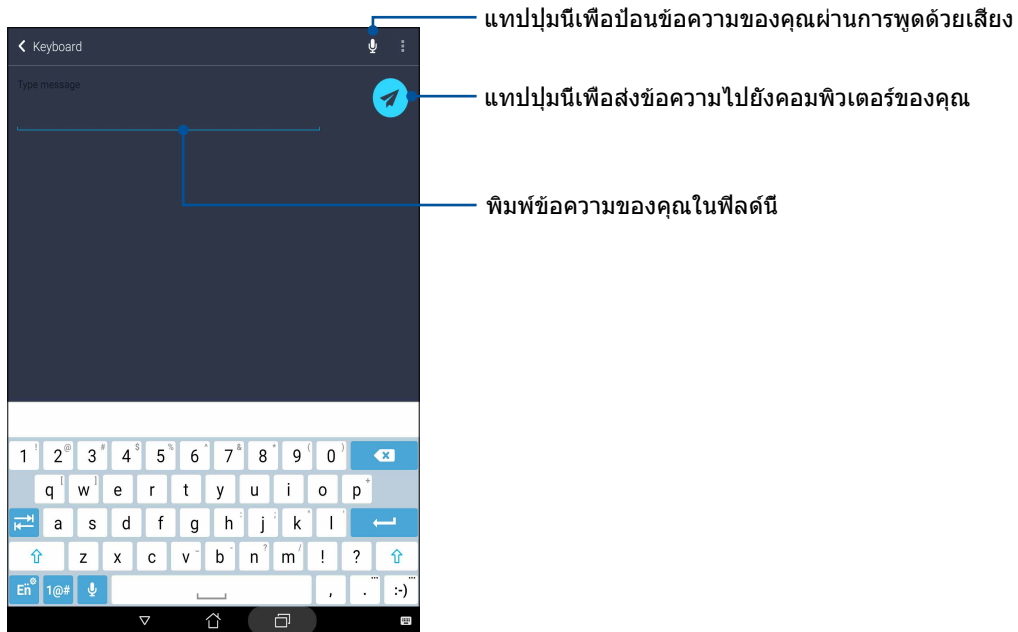 แทปปุมนีเพือป้อนข้อความของคุณผ่านการพูดด้วยเสียง
Keyboard
Type message
แทปปุมนีเพือส่งข้อความไปยังคอมพิวเตอร์ของคุณ
พิมพ์ข้อความของคุณในฟิลด์นี
1 ! 2 @ 3 # 4 $ 5 % 6 ^ 7 & 8 * 9 ( 0 )
q [ w ] e r t y u i o p +
a s d f g h : j ; k " l '
z x c v ~ b - n ? m / ! ?
En 1@# , . ... :-) ...